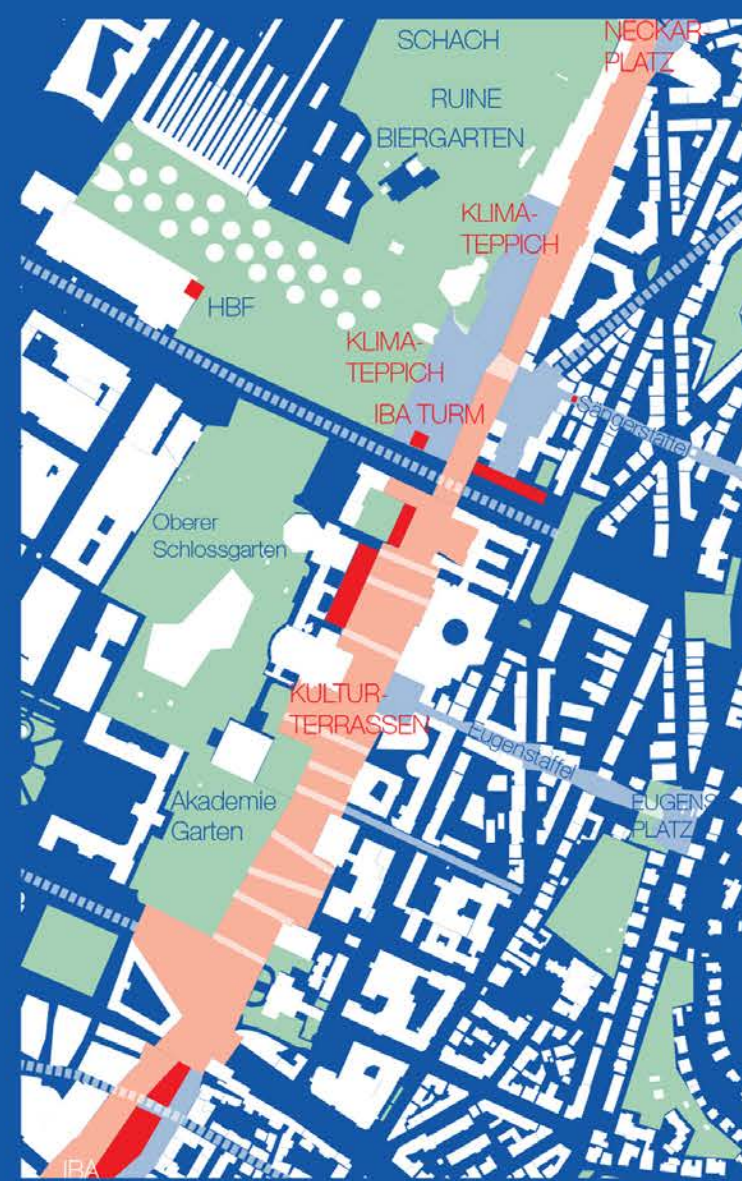 SCHACH
NECKAR-
PLATZ
RUINE
BIERGARTEN
KLIMA-
TEPPICH
HBF
KLIMA-
TEPPICH
IBA TURM
Sängerstaffel
Oberer
Schlossgarten
KULTUR-
TERRASSEN
Eugenstaffel
Akademie
Garten
EUGENS
PLATZ
IBA